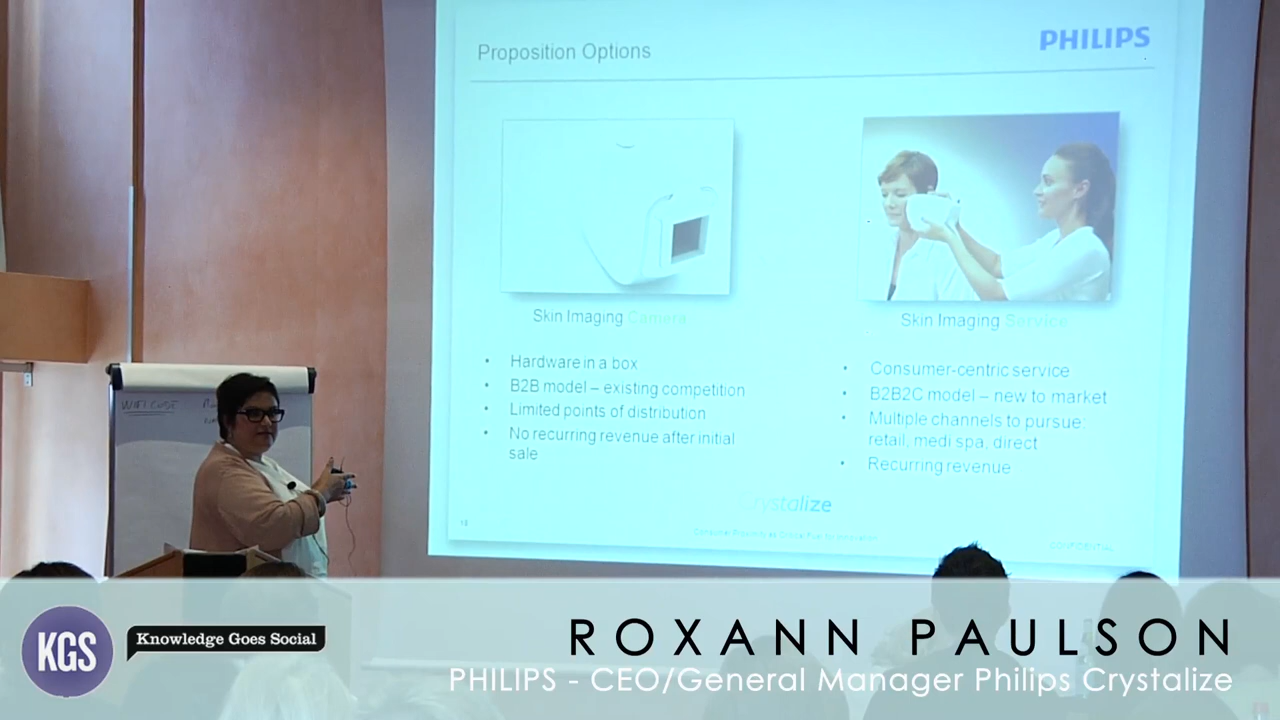 Proposition Options
PHILIPS
Skin Imaging Camera
Hardware in a box
B2B model – existing competition
Limited points of distribution
No recurring revenue after initial
sale
Skin Imaging Service
Consumer-centric service
B2B2C model – new to market
Multiple channels to pursue:
retail, medi spa, direct
Recurring revenue
Crystalize
CONFIDENTIAL
WIFI CODE:
KGS
Knowledge Goes Social
ROXANN PAULSON
PHILIPS - CEO/General Manager Philips Crystalize